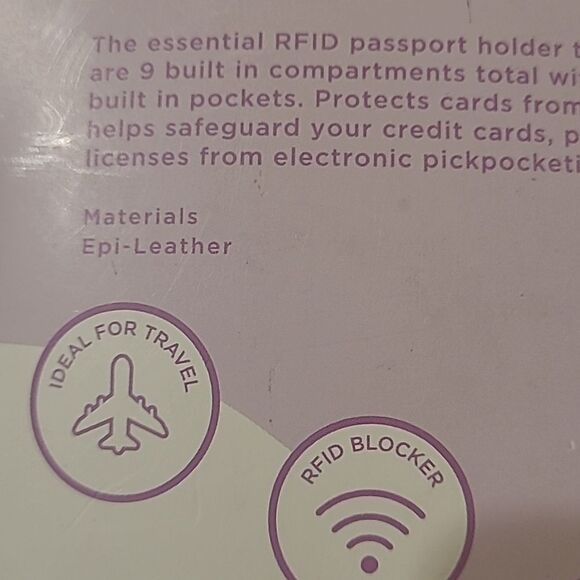 The essential RFID passport holder
are 9 built in compartments total
built in pockets. Protects cards from
helps safeguard your credit cards,
licenses from electronic
Materials
Epi-Leather
IDEAL FOR TRAVEL
RFID BLOCKER